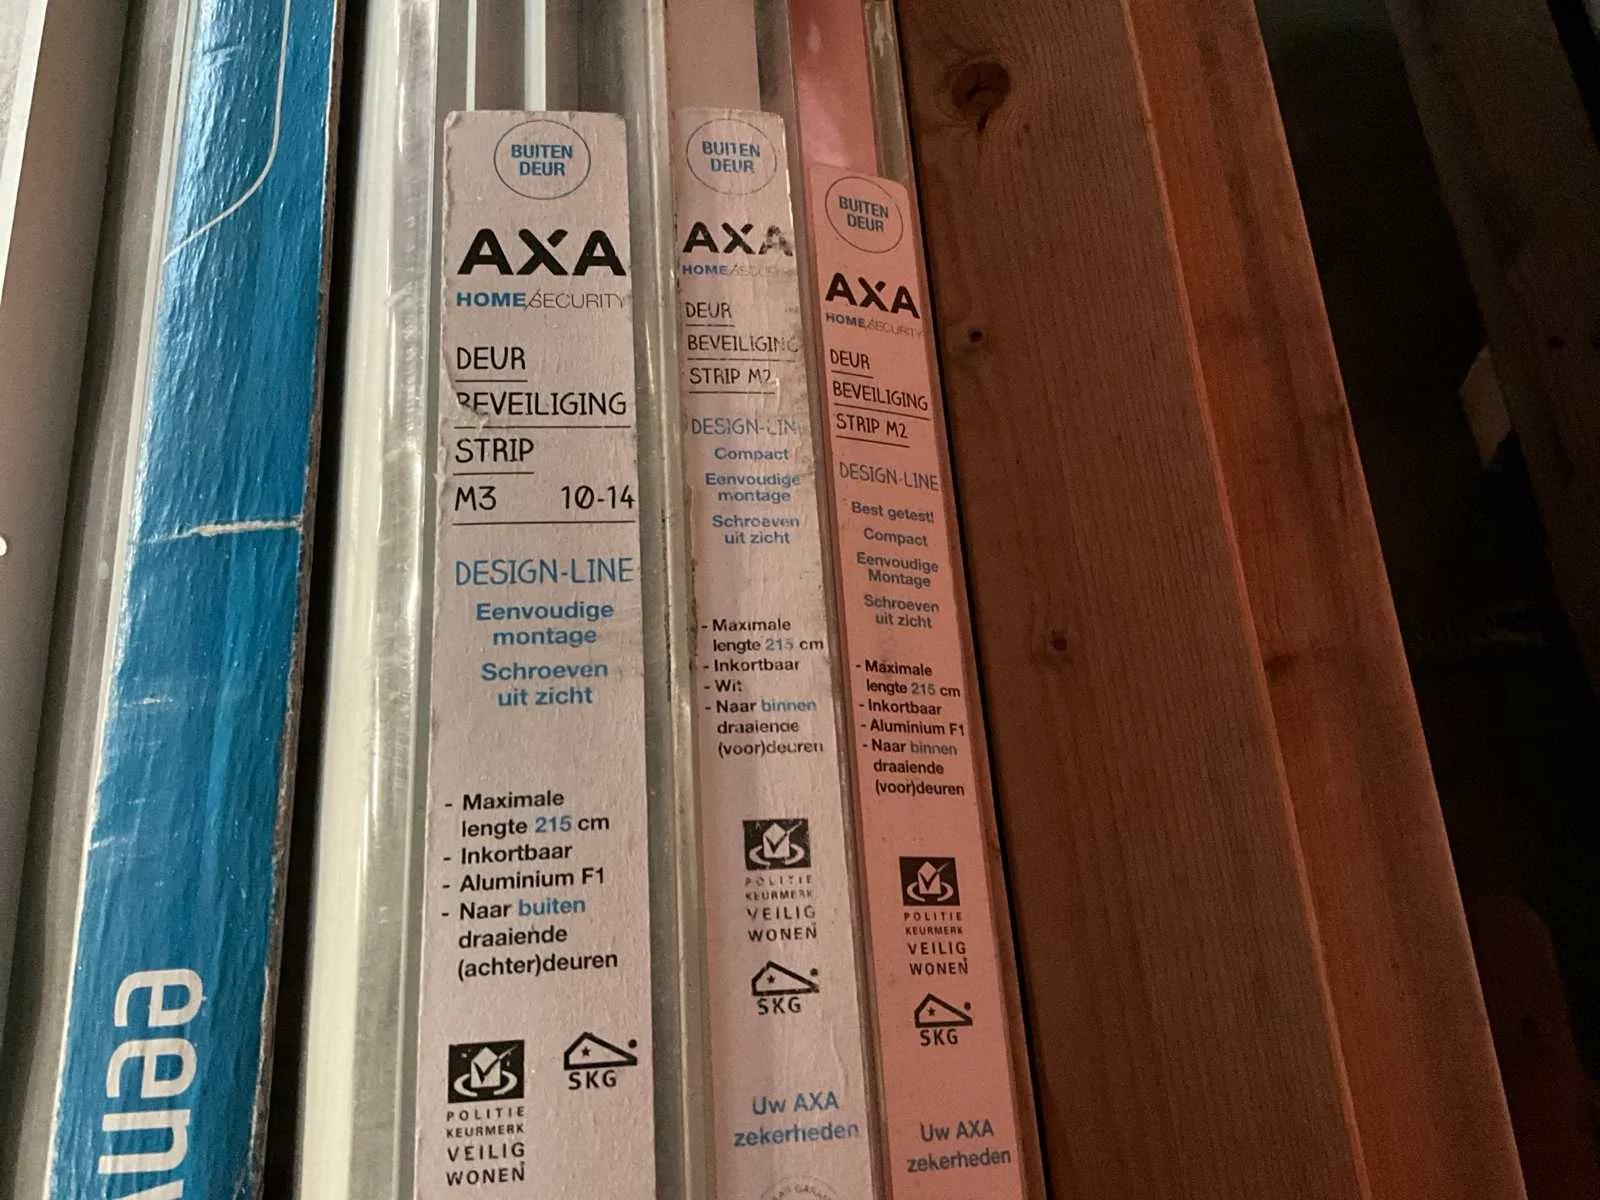 een
BUITEN
DEUR
AXA
HOME/SECURITY
DEUR
BEVEILIGING
STRIP
M3 10-14
DESIGN-LINE
Eenvoudige
montage
Schroeven
uit zicht
- Maximale
lengte 215 cm
- Inkortbaar
- Aluminium F1
- Naar buiten
draaiende
(achter)deuren
POLITIE
KEURMERK
VEILIG
WONEN
SKG
BUITEN
DEUR
AXA
HOME/SECURITY
DEUR
BEVEILIGING
STRIP M2
DESIGN-LIN
Compact
Eenvoudige
montage
Schroeven
uit zicht
- Maximale
lengte 215 cm
- Inkortbaar
- Wit
- Naar binnen
draaiende
(voor)deuren
POLITIE
KEURMERK
VEILIG
WONEN
SKG
Uw AXA
zekerheden
BUITEN
DEUR
AXA
HOME/SECURITY
DEUR
BEVEILIGING
STRIP M2
DESIGN-LINE
Best getest!
Compact
Eenvoudige
Montage
Schroeven
uit zicht
- Maximale
lengte 215 cm
- Inkortbaar
- Aluminium F1
- Naar binnen
draaiende
(voor)deuren
POLITIE
KEURMERK
VEILIG
WONEN
SKG
Uw AXA
zekerheden